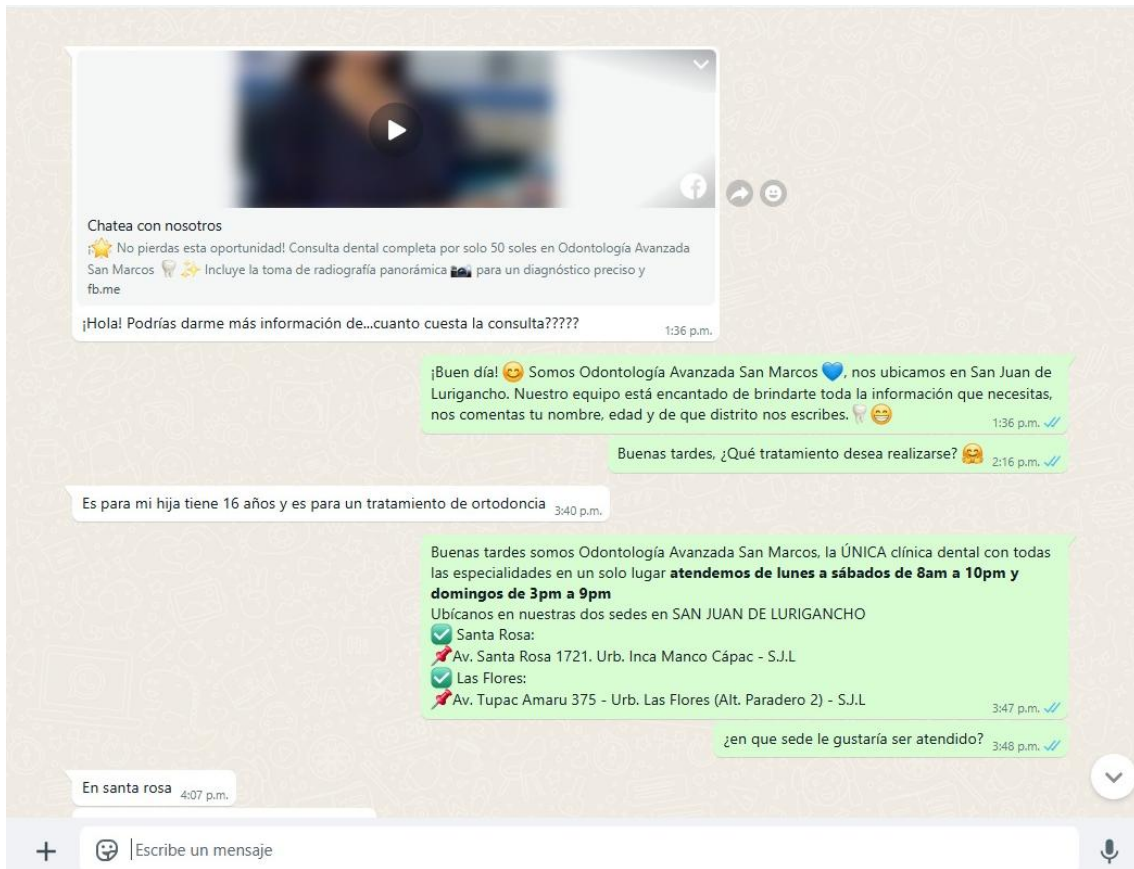 Chatea con nosotros
¡🌟 No pierdas esta oportunidad! Consulta dental completa por solo 50 soles en Odontología Avanzada
San Marcos 🦷 ✨ Incluye la toma de radiografía panorámica 📸 para un diagnóstico preciso y
fb.me
¡Hola! Podrías darme más información de...cuanto cuesta la consulta?????
1:36 p.m.
¡Buen día! 😊 Somos Odontología Avanzada San Marcos 💙, nos ubicamos en San Juan de
Lurigancho. Nuestro equipo está encantado de brindarte toda la información que necesitas,
nos comentas tu nombre, edad y de que distrito nos escribes.🦷😁
1:36 p.m.
Buenas tardes, ¿Qué tratamiento desea realizarse? 🤗 2:16 p.m.
Es para mi hija tiene 16 años y es para un tratamiento de ortodoncia 3:40 p.m.
Buenas tardes somos Odontología Avanzada San Marcos, la ÚNICA clínica dental con todas
las especialidades en un solo lugar atendemos de lunes a sábados de 8am a 10pm y
domingos de 3pm a 9pm
Ubícanos en nuestras dos sedes en SAN JUAN DE LURIGANCHO
✅ Santa Rosa:
📌Av. Santa Rosa 1721. Urb. Inca Manco Cápac - S.J.L
✅ Las Flores:
📌Av. Tupac Amaru 375 - Urb. Las Flores (Alt. Paradero 2) - S.J.L
3:47 p.m.
¿en que sede le gustaría ser atendido? 3:48 p.m.
En santa rosa 4:07 p.m.
Escribe un mensaje